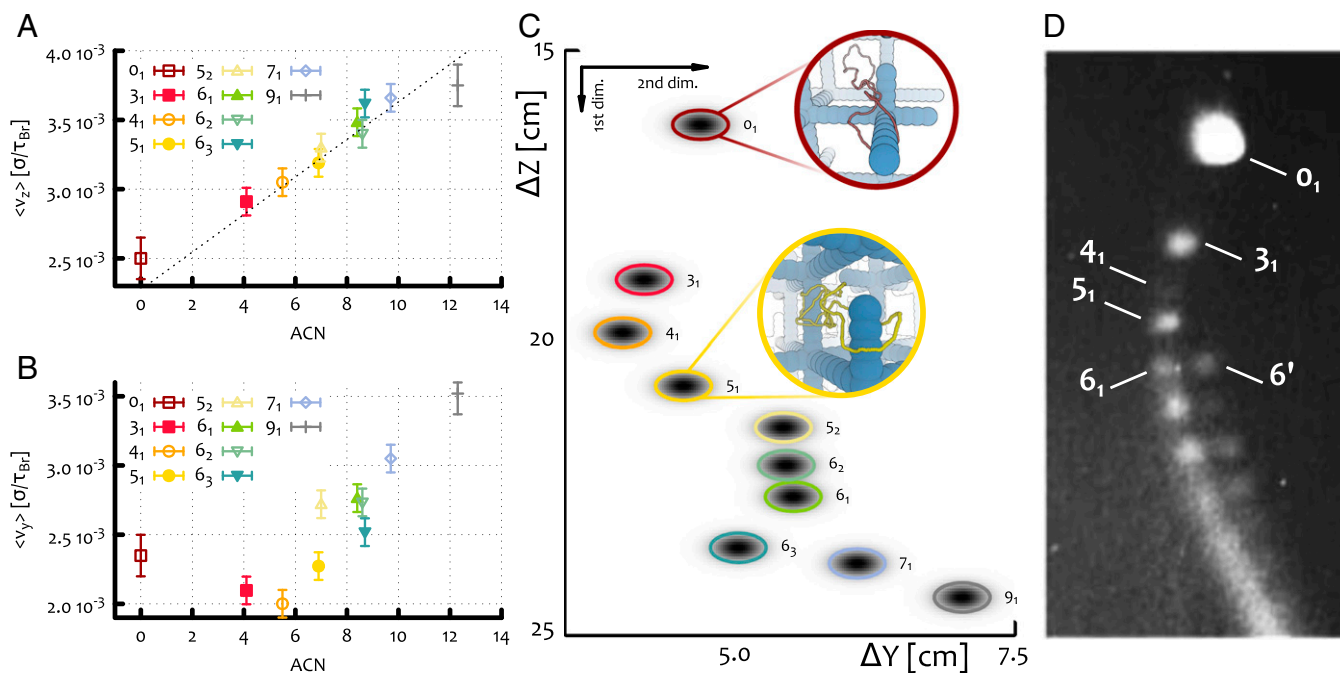 A
4.0 10⁻³
3.5 10⁻³
3.0 10⁻³
2.5 10⁻³
<v_z> [σ/τ_Br]
0₁ 5₂ 7₁
3₁ 6₁ 9₁
4₁ 6₂
5₁ 6₃
0 2 4 6 8 10 12 14
ACN
B
3.5 10⁻³
3.0 10⁻³
2.5 10⁻³
2.0 10⁻³
<v_y> [σ/τ_Br]
0₁ 5₂ 7₁
3₁ 6₁ 9₁
4₁ 6₂
5₁ 6₃
0 2 4 6 8 10 12 14
ACN
C
15
20
25
ΔZ [cm]
1st dim.
2nd dim.
0₁
3₁
4₁
5₁
5₂
6₂
6₁
6₃
7₁
9₁
5.0 ΔY [cm] 7.5
D
0₁
3₁
4₁
5₁
6₁
6'